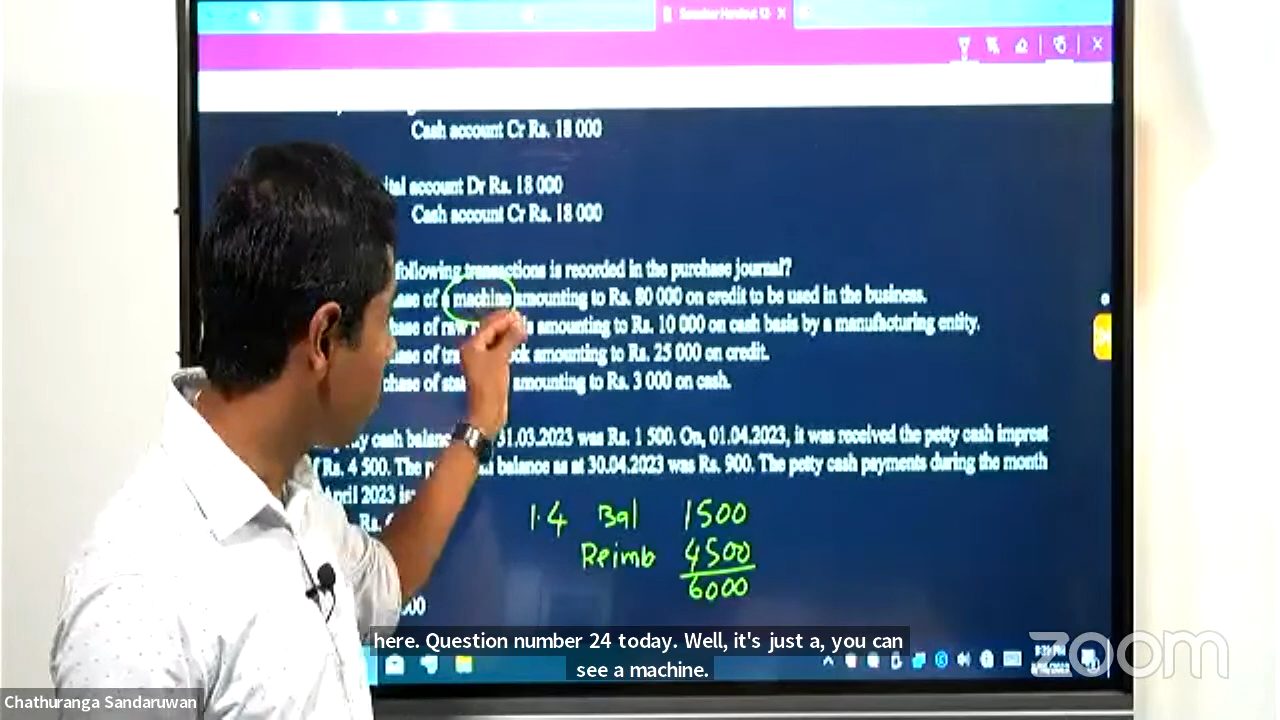 Cash account Cr Rs. 18 000
ital account Dr Rs. 18 000
Cash account Cr Rs. 18 000
following transactions is recorded in the purchase journal?
machine amounting to Rs. 80 000 on credit to be used in the business.
amounting to Rs. 10 000 on cash basis by a manufacturing entity.
amounting to Rs. 25 000 on credit.
amounting to Rs. 3 000 on cash.
cash 31.03.2023 was Rs. 1 500. On, 01.04.2023, it was received the petty cash imprest
Rs. 4 500. The balance as at 30.04.2023 was Rs. 900. The petty cash payments during the month
April 2023 is:
Rs.
1.4 Bal 1500
Reimb 4500
6000
here. Question number 24 today. Well, it's just a, you can
see a machine.
zoom
Chathuranga Sandaruwan